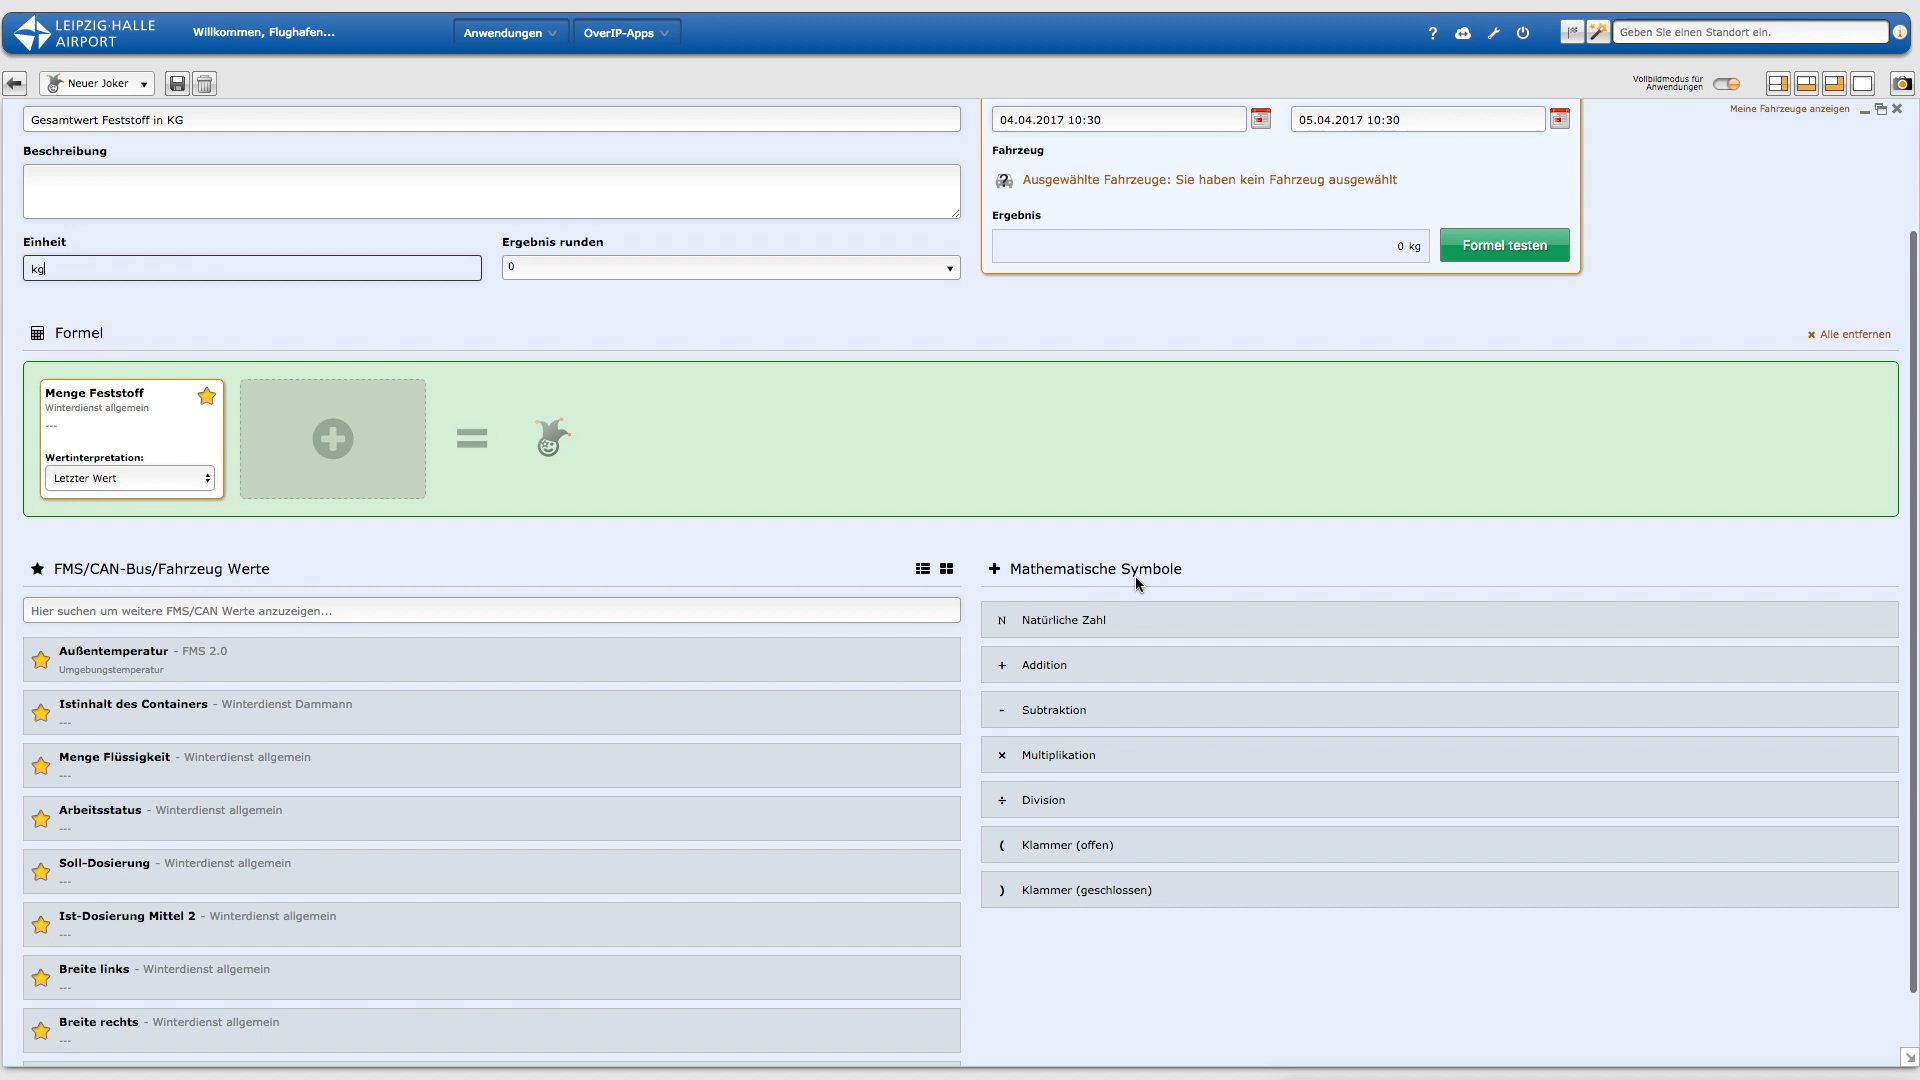 LEIPZIG·HALLE
AIRPORT
Willkommen, Flughafen...
Anwendungen
OverIP-Apps
?
Geben Sie einen Standort ein.
Neuer Joker
Vollbildmodus für
Anwendungen
Meine Fahrzeuge anzeigen
Gesamtwert Feststoff in KG
Beschreibung
Einheit
Ergebnis runden
kg
0
04.04.2017 10:30
05.04.2017 10:30
Fahrzeug
Ausgewählte Fahrzeuge: Sie haben kein Fahrzeug ausgewählt
Ergebnis
0 kg
Formel testen
Formel
Alle entfernen
Menge Feststoff
Winterdienst allgemein
---
Wertinterpretation:
Letzter Wert
=
FMS/CAN-Bus/Fahrzeug Werte
Hier suchen um weitere FMS/CAN Werte anzuzeigen...
Außentemperatur - FMS 2.0
Umgebungstemperatur
Istinhalt des Containers - Winterdienst Dammann
---
Menge Flüssigkeit - Winterdienst allgemein
---
Arbeitsstatus - Winterdienst allgemein
---
Soll-Dosierung - Winterdienst allgemein
---
Ist-Dosierung Mittel 2 - Winterdienst allgemein
---
Breite links - Winterdienst allgemein
---
Breite rechts - Winterdienst allgemein
---
Mathematische Symbole
N Natürliche Zahl
+ Addition
- Subtraktion
× Multiplikation
÷ Division
( Klammer (offen)
) Klammer (geschlossen)